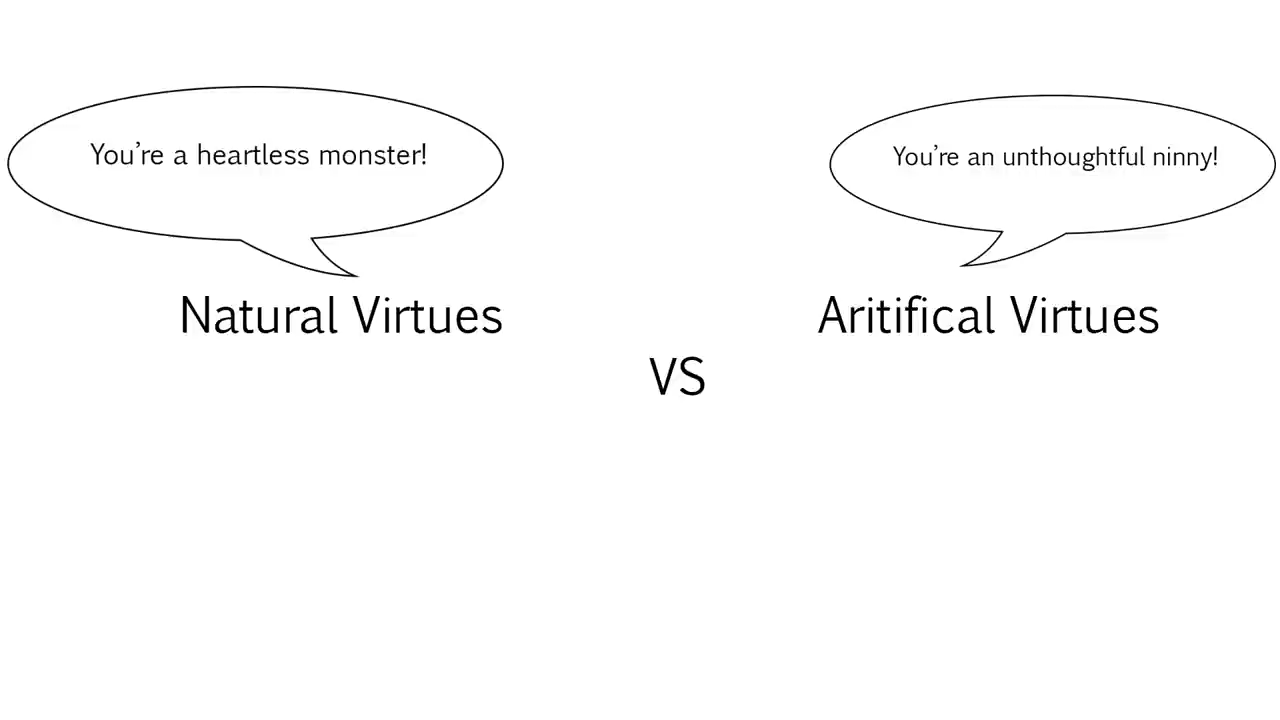 You're a heartless monster!
You're an unthoughtful ninny!
Natural Virtues
Aritifical Virtues
VS